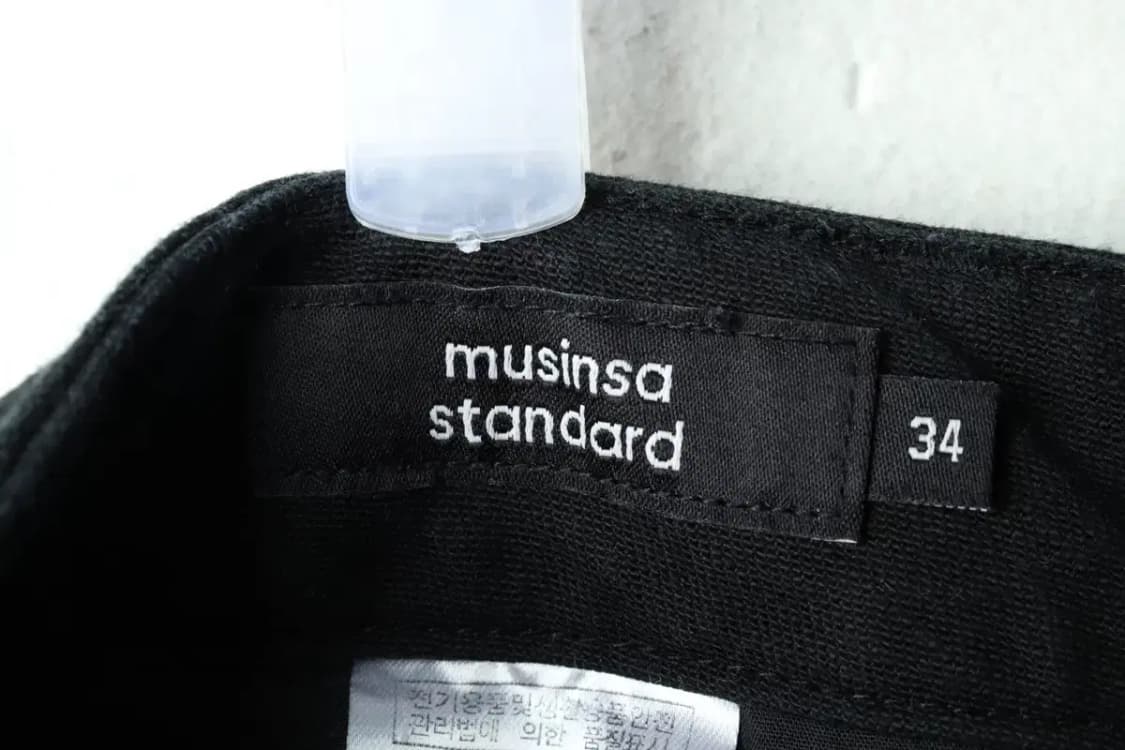 musinsa
standard
34
전기용품및생활용품안전
관리법에 의한 품질표시